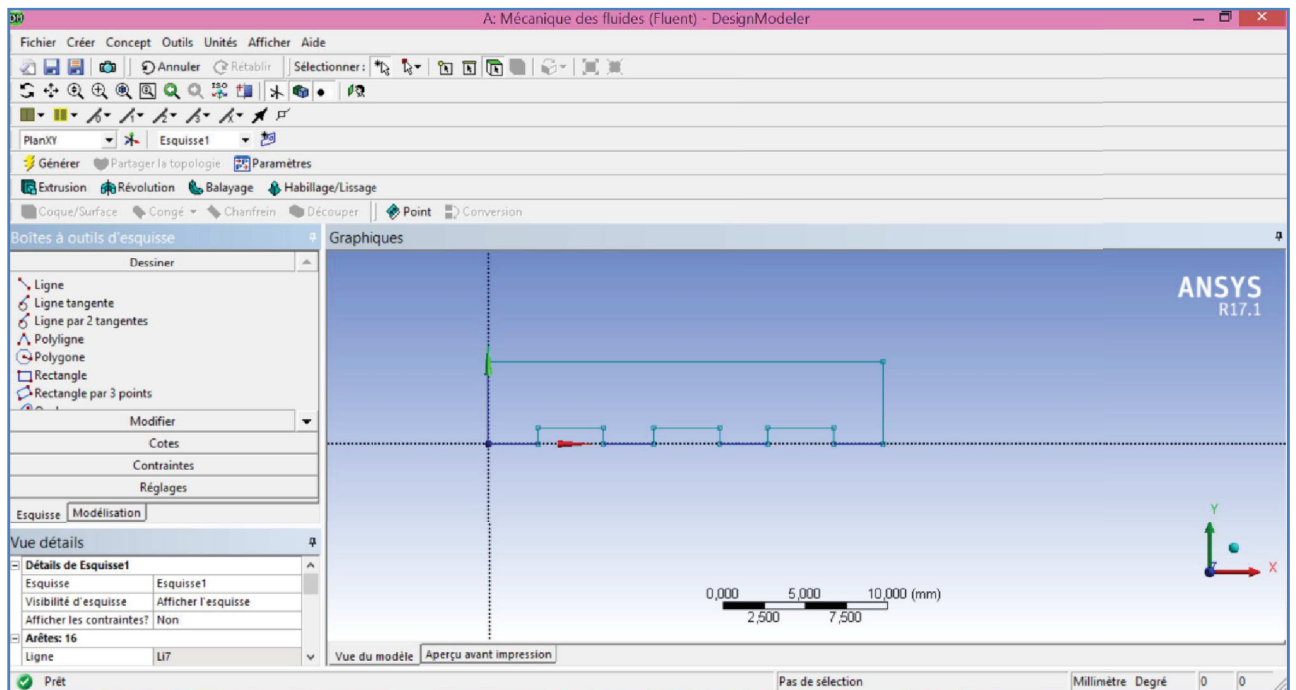 A: Mécanique des fluides (Fluent) - DesignModeler
Fichier Créer Concept Outils Unités Afficher Aide
Annuler Rétablir Sélectionner:
ISO
PlanXY Esquisse1
Générer Partager la topologie Paramètres
Extrusion Révolution Balayage Habillage/Lissage
Coque/Surface Congé Chanfrein Découper Point Conversion
Boîtes à outils d'esquisse
Dessiner
Ligne
Ligne tangente
Ligne par 2 tangentes
Polyligne
Polygone
Rectangle
Rectangle par 3 points
Modifier
Cotes
Contraintes
Réglages
Esquisse Modélisation
Vue détails
Détails de Esquisse1
Esquisse Esquisse1
Visibilité d'esquisse Afficher l'esquisse
Afficher les contraintes? Non
Arêtes: 16
Ligne Li7
Graphiques
ANSYS
R17.1
Y
X
0,000 5,000 10,000 (mm)
2,500 7,500
Vue du modèle Aperçu avant impression
Prêt Pas de sélection Millimètre Degré 0 0